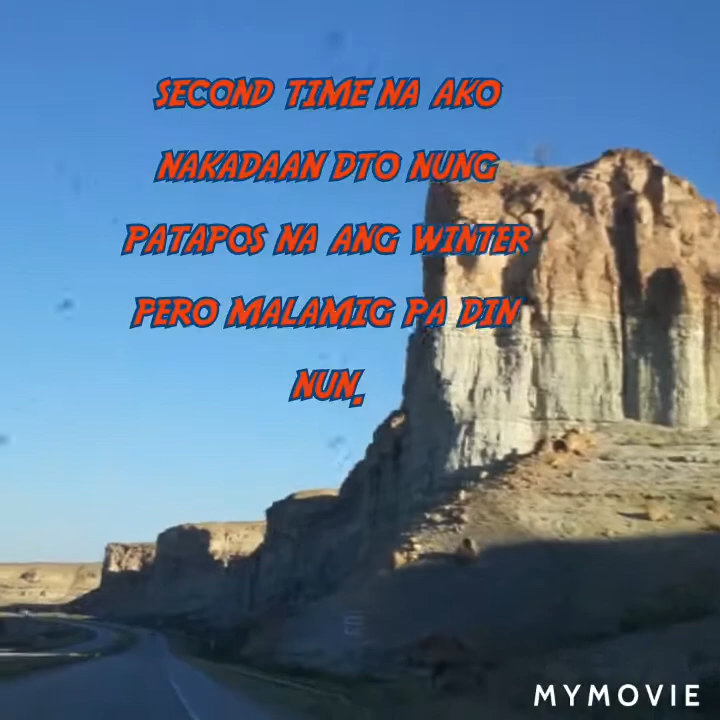 SECOND TIME NA AKO
NAKADAAN DTO NUNG
PATAPOS NA ANG WINTER
PERO MALAMIG PA DIN
NUN.
MYMOVIE